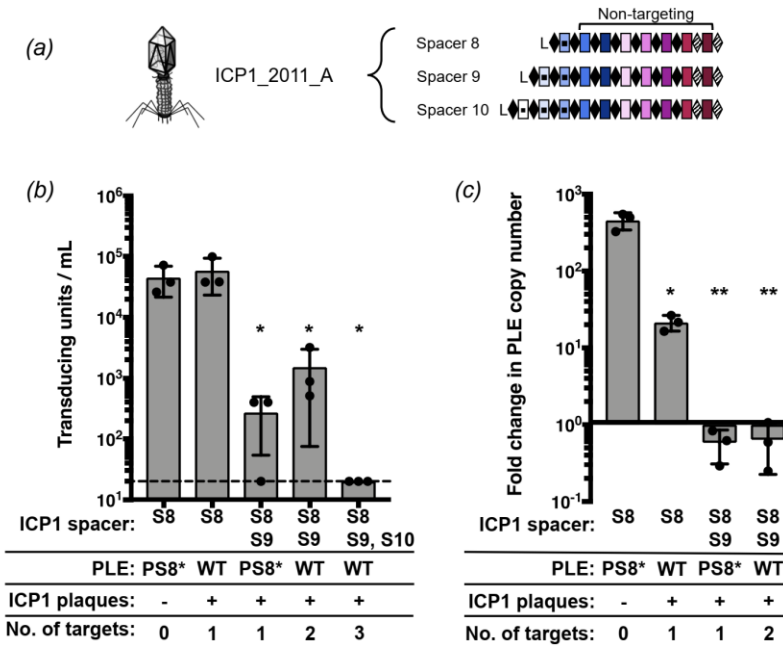 (a)
ICP1_2011_A
Non-targeting
Spacer 8 L
Spacer 9 L
Spacer 10 L
(b)
Transducing units / mL
10⁶
10⁵
10⁴
10³
10²
10¹
* * *
ICP1 spacer: S8 S8 S8 S8 S8
S9 S9 S9, S10
PLE: PS8* WT PS8* WT WT
ICP1 plaques: - + + + +
No. of targets: 0 1 1 2 3
(c)
Fold change in PLE copy number
10³
10²
10¹
10⁰
10⁻¹
* ** **
ICP1 spacer: S8 S8 S8 S8
S9 S9
PLE: PS8* WT PS8* WT
ICP1 plaques: - + + +
No. of targets: 0 1 1 2